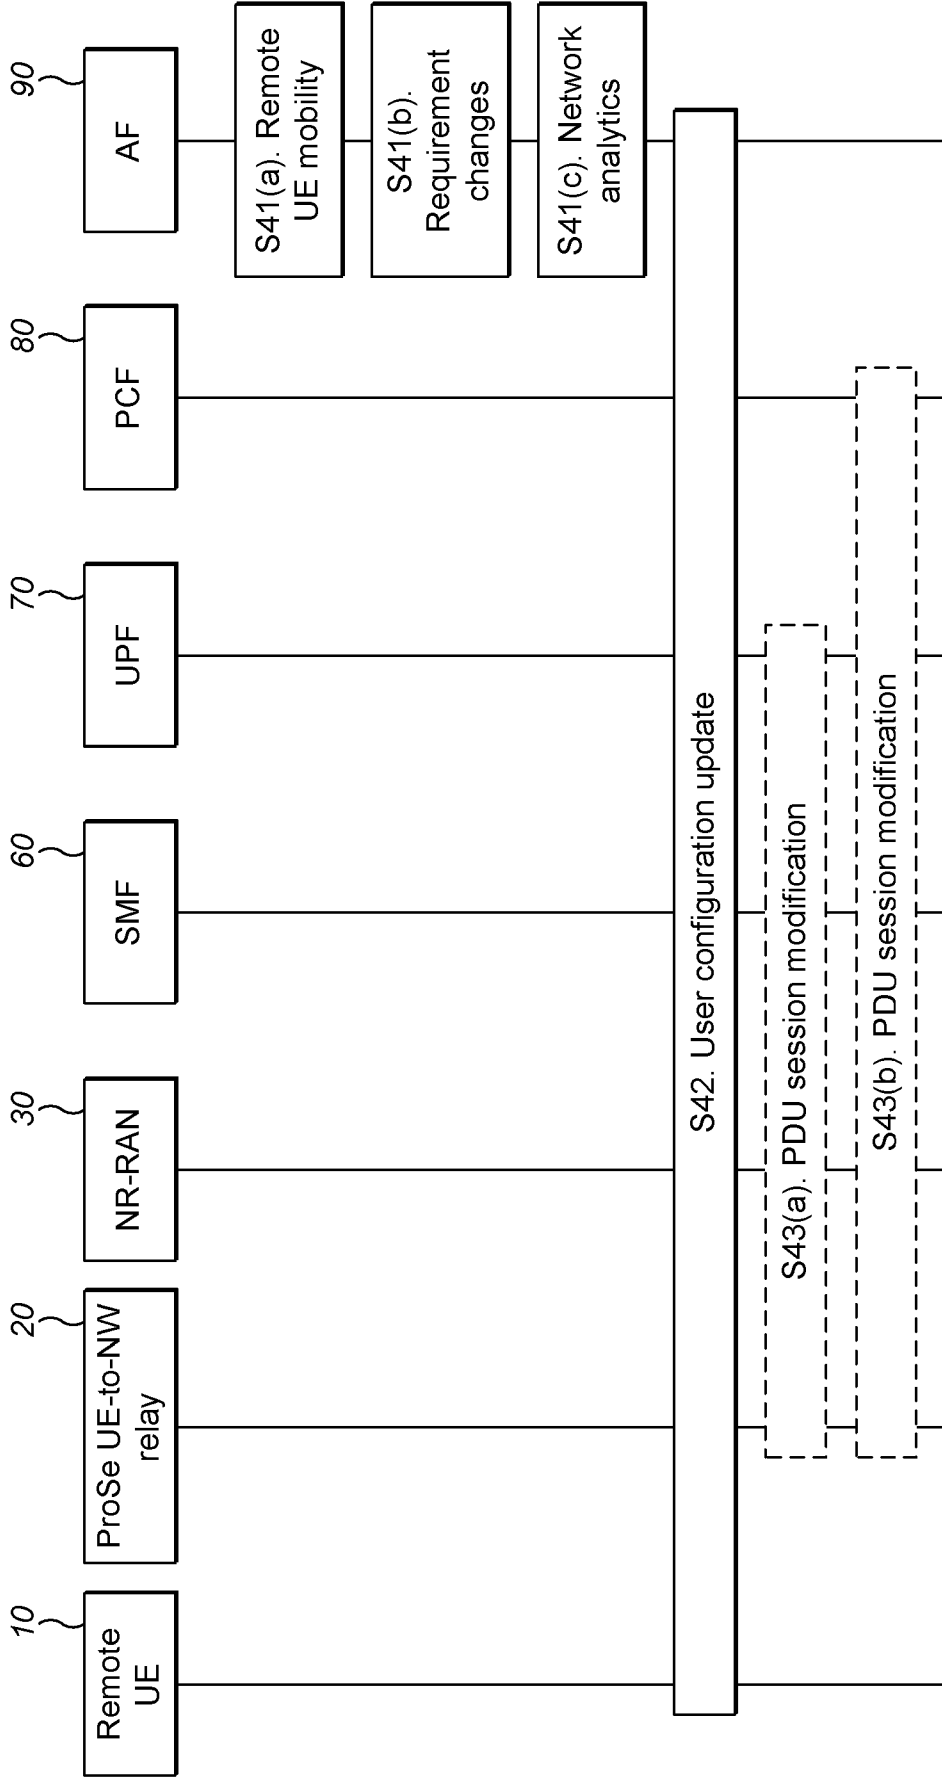 10
20
30
60
70
80
90
Remote
UE
ProSe UE-to-NW
relay
NR-RAN
SMF
UPF
PCF
AF
S41(a). Remote
UE mobility
S41(b).
Requirement
changes
S41(c). Network
analytics
S42. User configuration update
S43(a). PDU session modification
S43(b). PDU session modification